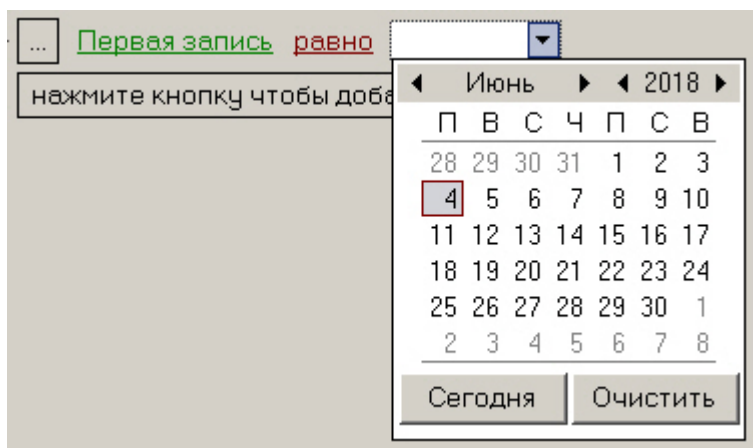 ... Первая запись равно
нажмите кнопку чтобы доба
Июнь 2018
П В С Ч П С В
28 29 30 31 1 2 3
4 5 6 7 8 9 10
11 12 13 14 15 16 17
18 19 20 21 22 23 24
25 26 27 28 29 30 1
2 3 4 5 6 7 8
Сегодня Очистить